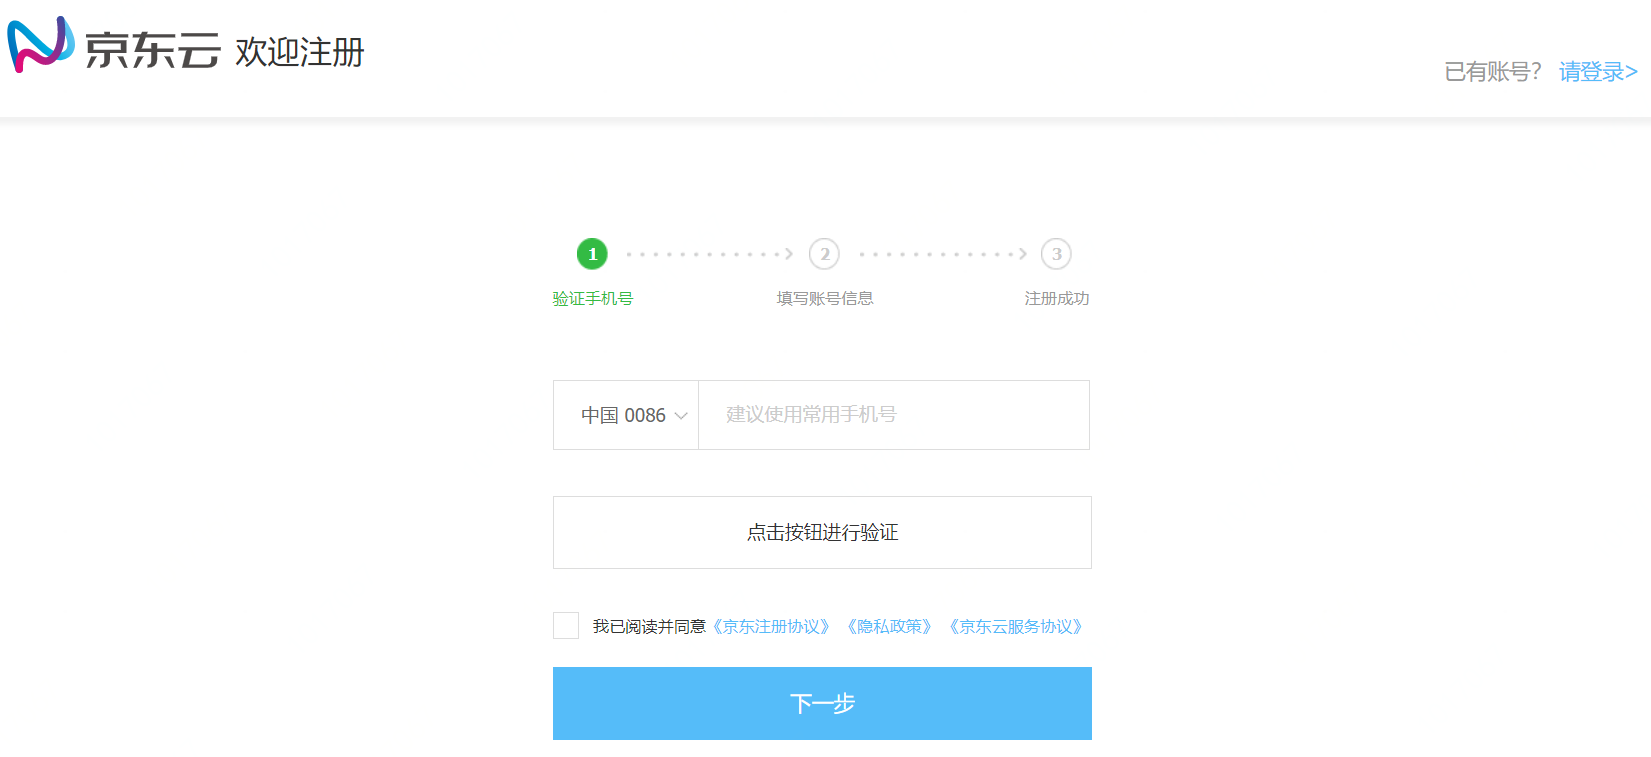 京东云 欢迎注册
已有账号? 请登录>
1 2 3
验证手机号 填写账号信息 注册成功
中国 0086 建议使用常用手机号
点击按钮进行验证
我已阅读并同意《京东注册协议》 《隐私政策》 《京东云服务协议》
下一步